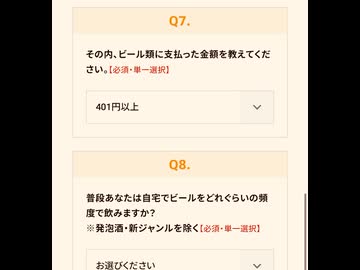 Q7.
その内、ビール類に支払った金額を教えてくだ
さい。【必須・単一選択】
401円以上
Q8.
普段あなたは自宅でビールをどれぐらいの頻
度で飲みますか？
※発泡酒・新ジャンルを除く【必須・単一選択】
お選びください